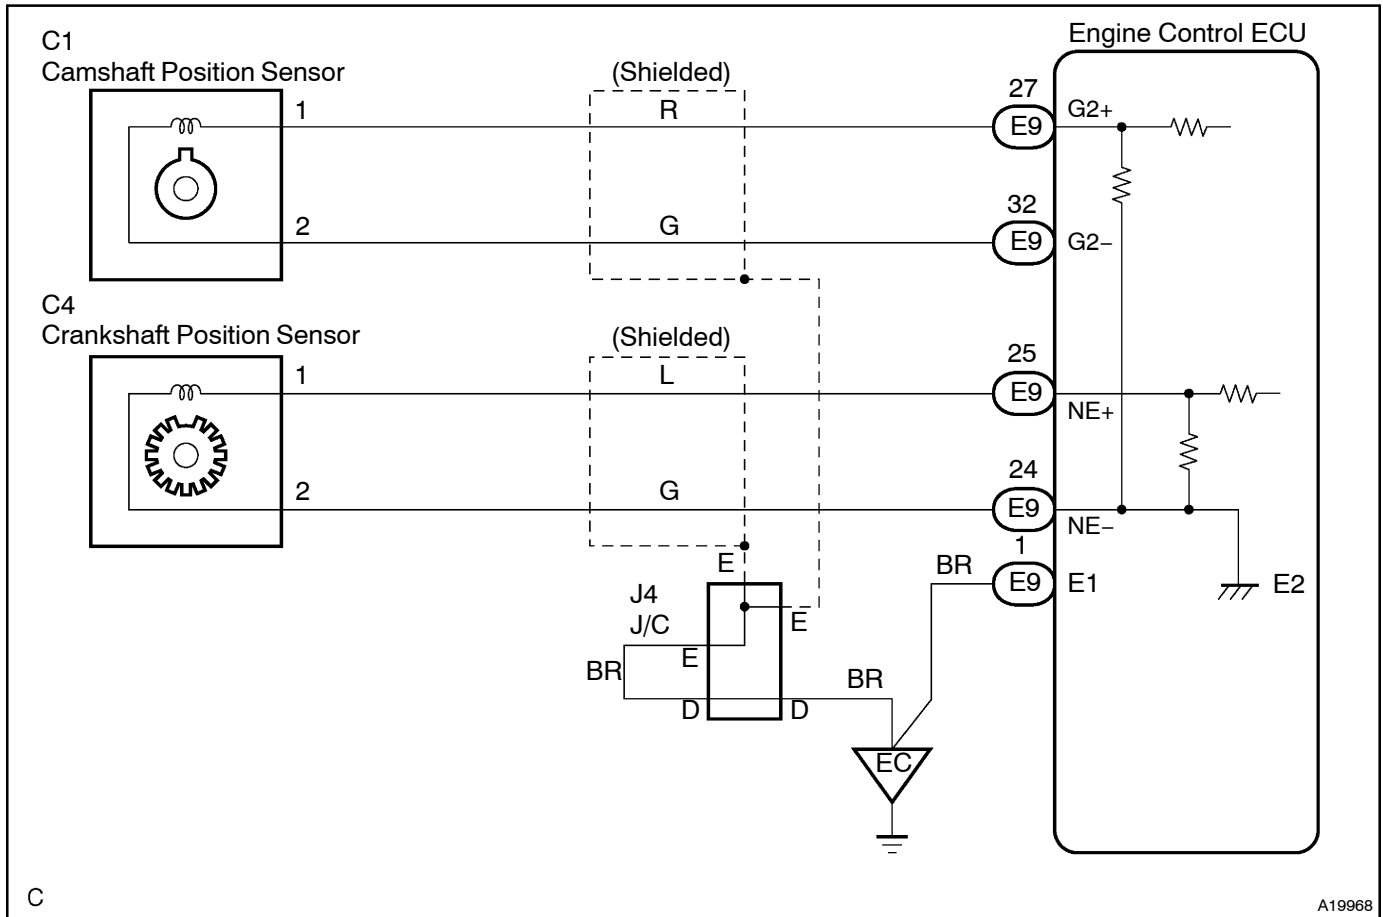 Engine Control ECU
C1
Camshaft Position Sensor
(Shielded)
1
R
27
E9
G2+
2
G
32
E9
G2−
C4
Crankshaft Position Sensor
(Shielded)
1
L
25
E9
NE+
2
G
24
E9
NE−
E
1
BR
E9
E1
E2
J4
J/C
E
E
BR
D
D
BR
EC
C
A19968